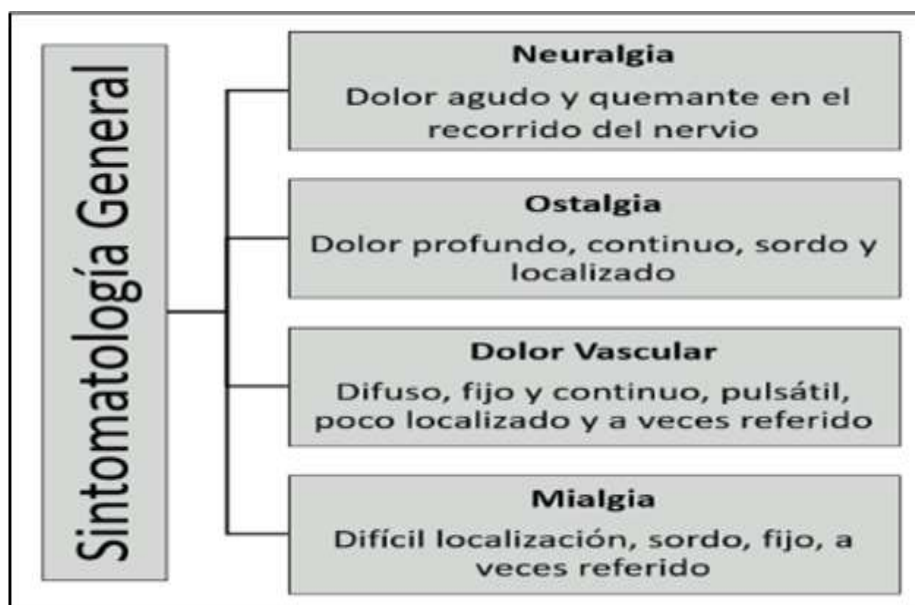 Sintomatología General
Neuralgia
Dolor agudo y quemante en el
recorrido del nervio
Ostalgia
Dolor profundo, continuo, sordo y
localizado
Dolor Vascular
Difuso, fijo y continuo, pulsátil,
poco localizado y a veces referido
Mialgia
Difícil localización, sordo, fijo, a
veces referido